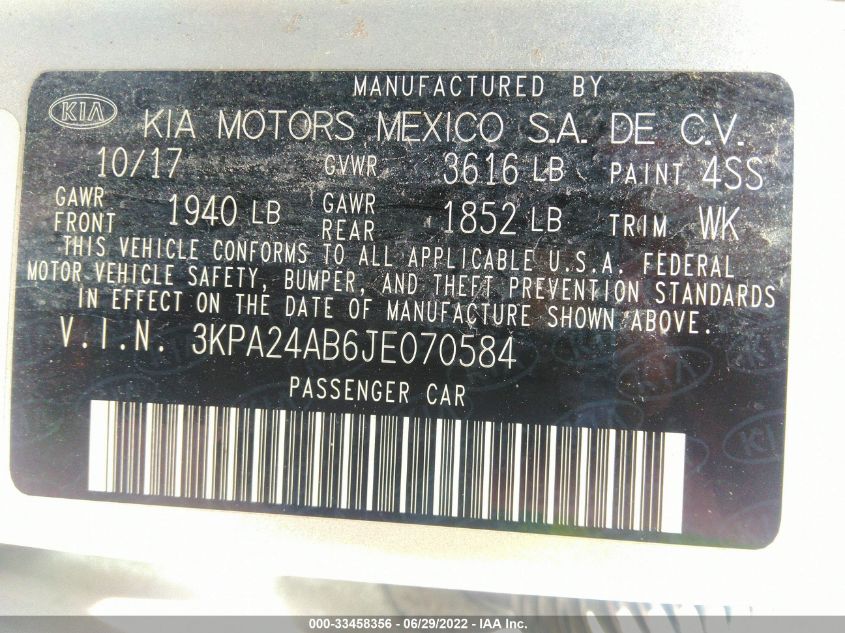 MANUFACTURED BY
KIA KIA MOTORS MEXICO S.A. DE C.V.
10/17 GVWR 3616 LB PAINT 4SS
GAWR FRONT 1940 LB GAWR REAR 1852 LB TRIM WK
THIS VEHICLE CONFORMS TO ALL APPLICABLE U.S.A. FEDERAL
MOTOR VEHICLE SAFETY, BUMPER, AND THEFT PREVENTION STANDARDS
IN EFFECT ON THE DATE OF MANUFACTURE SHOWN ABOVE.
V.I.N. 3KPA24AB6JE070584
PASSENGER CAR
000-33458356 - 06/29/2022 - IAA Inc.